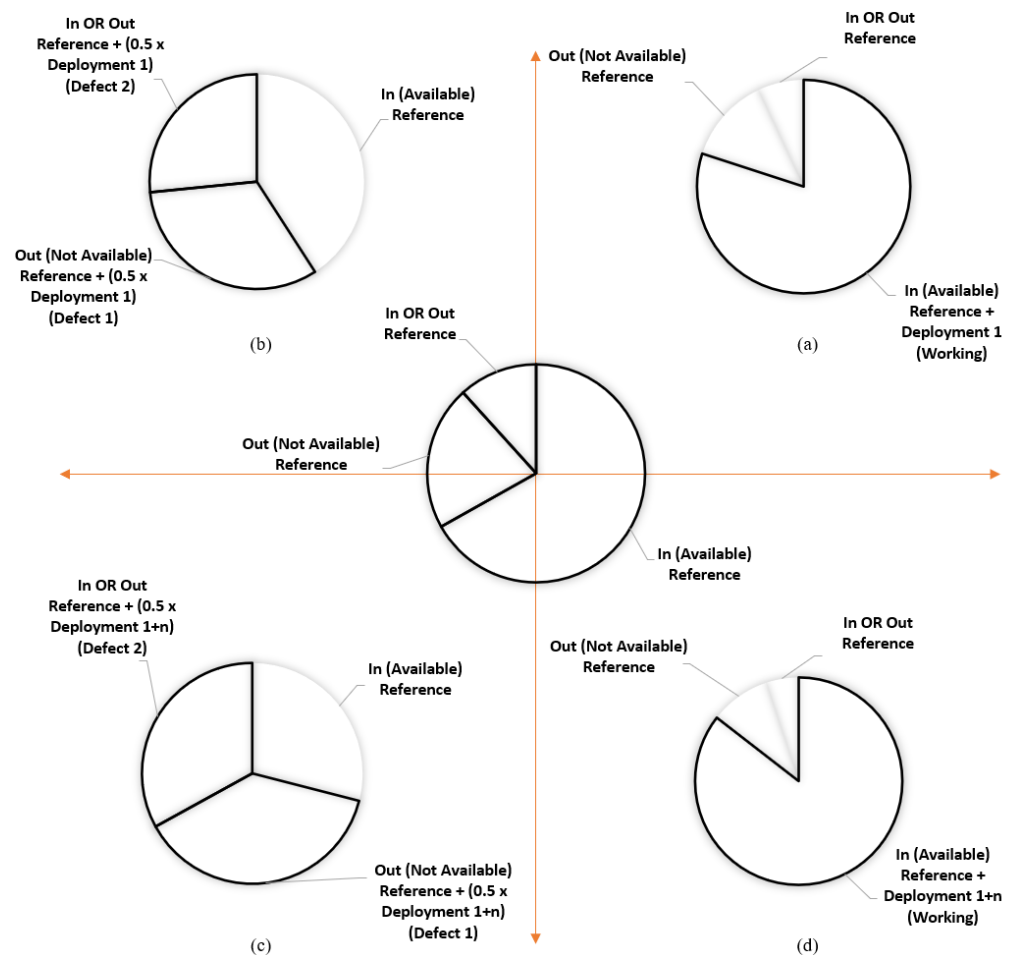 In OR Out
Reference + (0.5 x
Deployment 1)
(Defect 2)
In (Available)
Reference
Out (Not Available)
Reference + (0.5 x
Deployment 1)
(Defect 1)
(b)
In OR Out
Reference
Out (Not Available)
Reference
In (Available)
Reference +
Deployment 1
(Working)
(a)
In OR Out
Reference
Out (Not Available)
Reference
In (Available)
Reference
In OR Out
Reference + (0.5 x
Deployment 1+n)
(Defect 2)
In (Available)
Reference
Out (Not Available)
Reference + (0.5 x
Deployment 1+n)
(Defect 1)
(c)
In OR Out
Reference
Out (Not Available)
Reference
In (Available)
Reference +
Deployment 1+n
(Working)
(d)